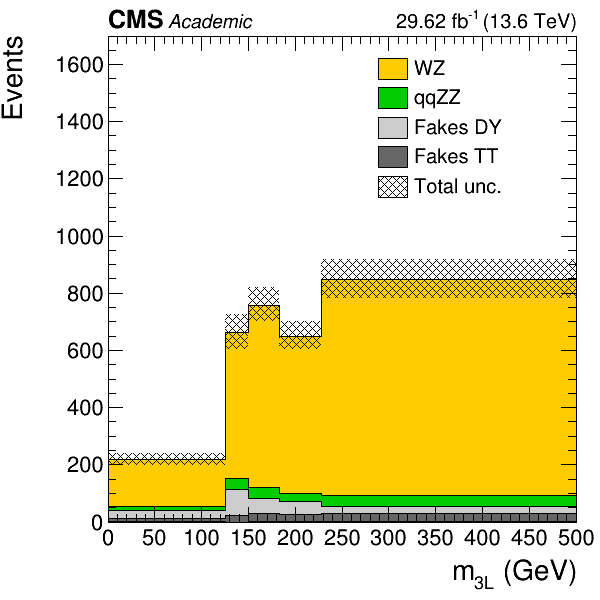 CMS Academic 29.62 fb⁻¹ (13.6 TeV)
Events
1600
1400
1200
1000
800
600
400
200
0
WZ
qqZZ
Fakes DY
Fakes TT
Total unc.
0 50 100 150 200 250 300 350 400 450 500
m₃L (GeV)